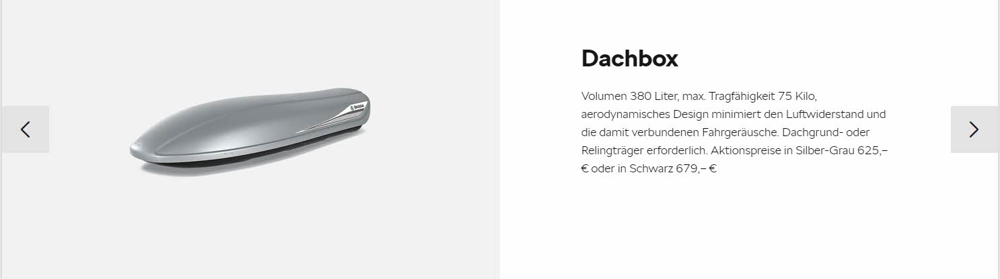 Dachbox
Volumen 380 Liter, max. Tragfähigkeit 75 Kilo,
aerodynamisches Design minimiert den Luftwiderstand und
die damit verbundenen Fahrgeräusche. Dachgrund- oder
Relingträger erforderlich. Aktionspreise in Silber-Grau 625,–
€ oder in Schwarz 679,– €
ŠKODA